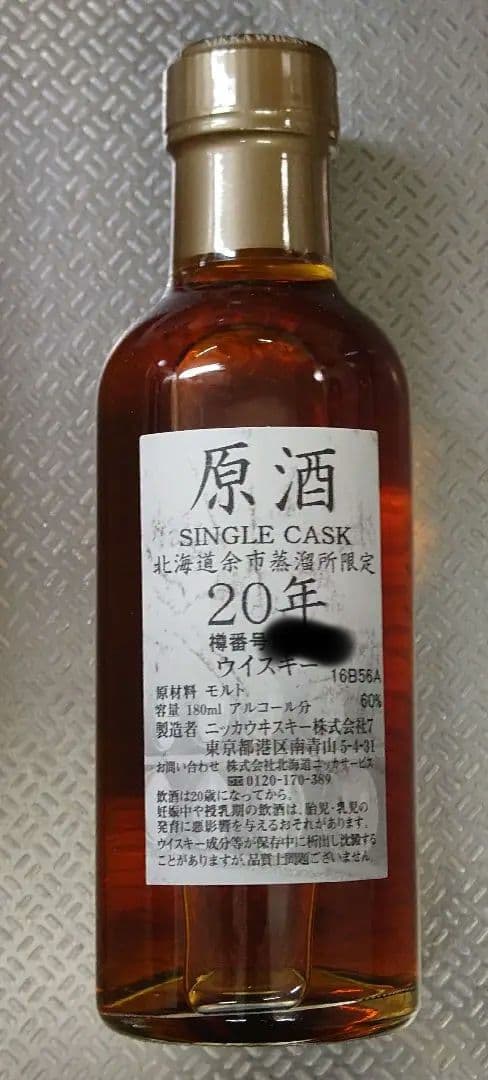 NIKKA WHISKY
原酒
SINGLE CASK
北海道余市蒸溜所限定
20年
樽番号
ウイスキー
16B56A
原材料 モルト
容量 180ml アルコール分 60%
製造者 ニッカウヰスキー株式会社7
東京都港区南青山5-4-31
お問い合わせ 株式会社北海道ニッカサービス
0120-170-389
飲酒は20歳になってから。
妊娠中や授乳期の飲酒は、胎児・乳児の
発育に悪影響を与えるおそれがあります。
ウイスキー成分等が保存中に析出し沈澱する
ことがありますが、品質上問題ございません。